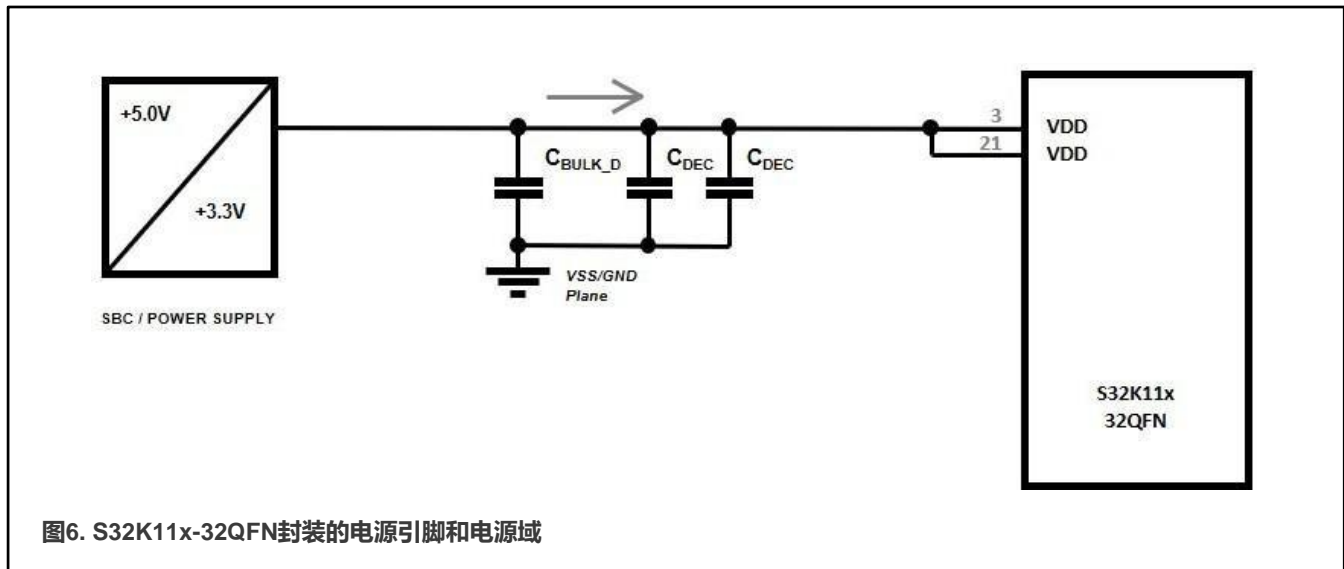 +5.0V
+3.3V
SBC / POWER SUPPLY
CBULK_D
CDEC
CDEC
VSS/GND
Plane
3
VDD
21
VDD
S32K11x
32QFN
图6. S32K11x-32QFN封装的电源引脚和电源域